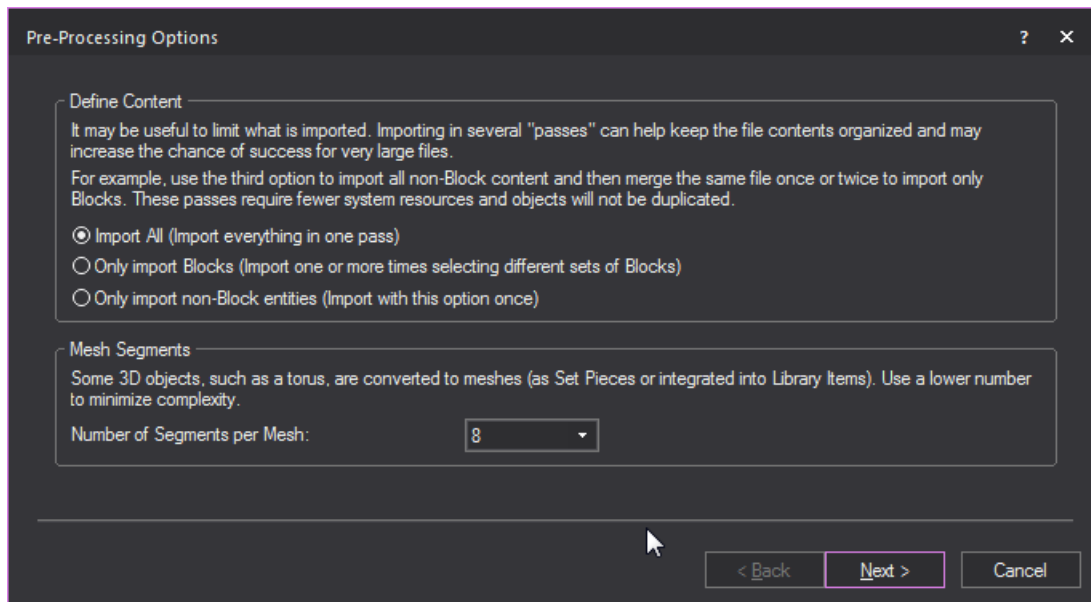 Pre-Processing Options
?
Define Content
It may be useful to limit what is imported. Importing in several "passes" can help keep the file contents organized and may
increase the chance of success for very large files.
For example, use the third option to import all non-Block content and then merge the same file once or twice to import only
Blocks. These passes require fewer system resources and objects will not be duplicated.
Import All (Import everything in one pass)
Only import Blocks (Import one or more times selecting different sets of Blocks)
Only import non-Block entities (Import with this option once)
Mesh Segments
Some 3D objects, such as a torus, are converted to meshes (as Set Pieces or integrated into Library Items). Use a lower number
to minimize complexity.
Number of Segments per Mesh: 8
< Back Next > Cancel